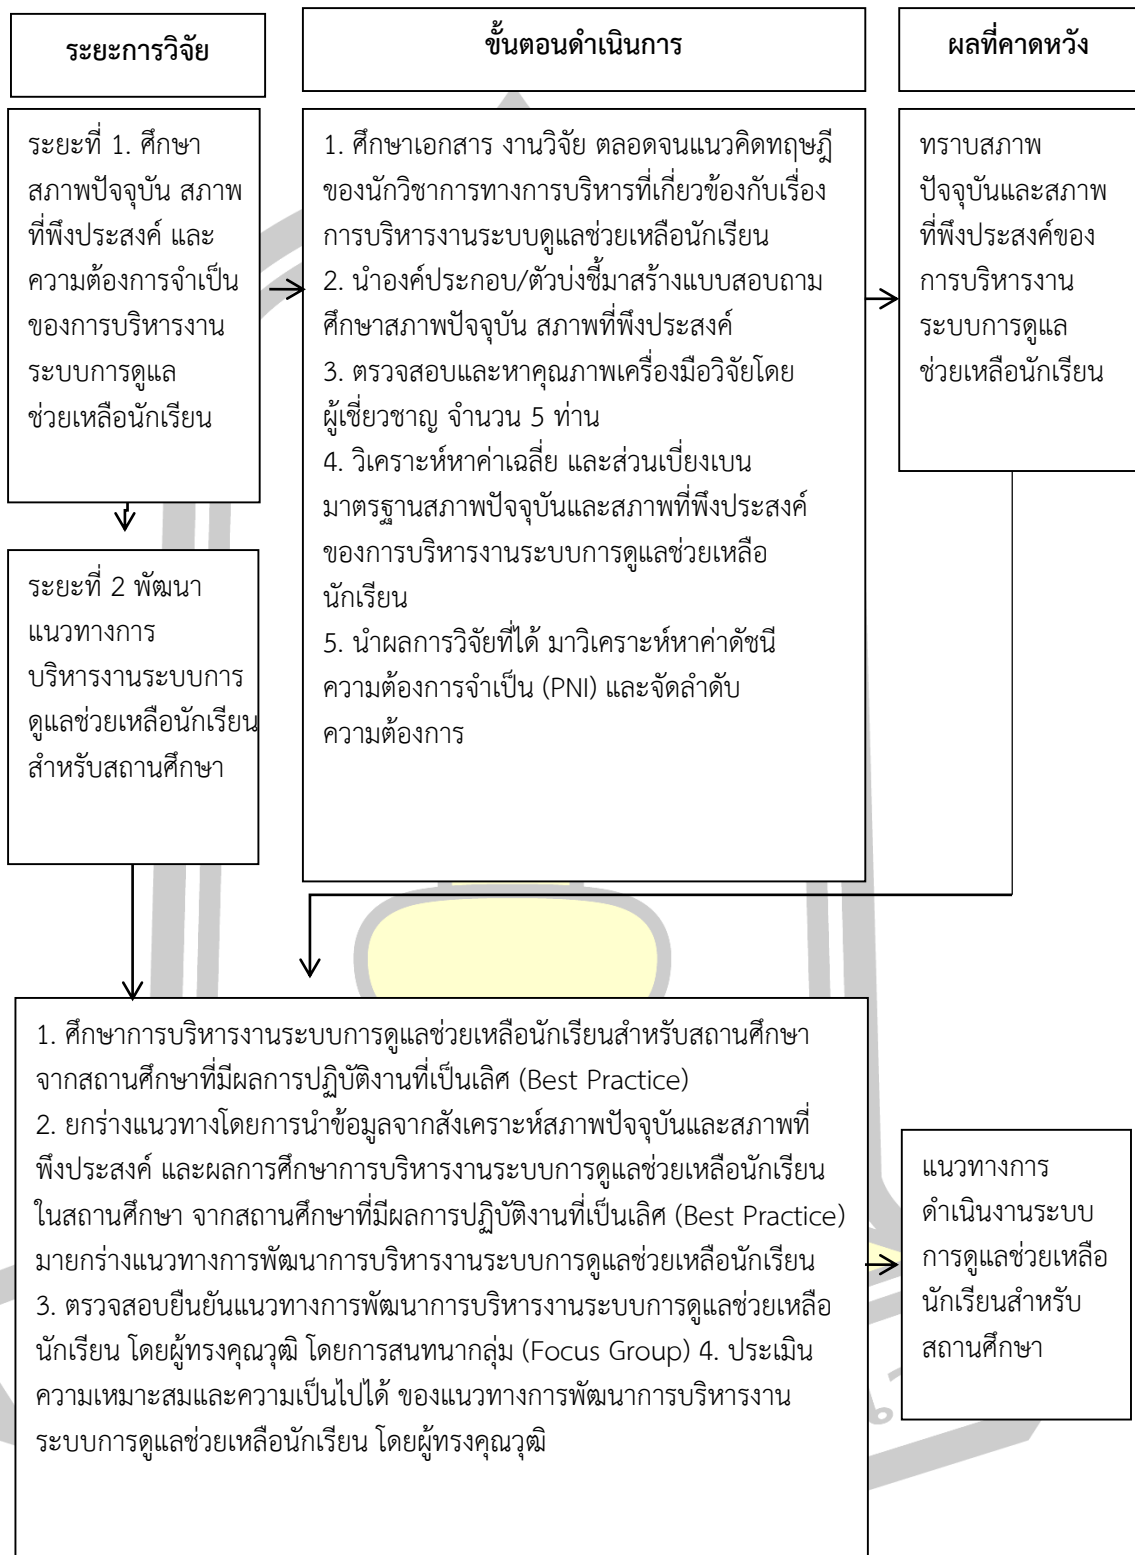 ระยะการวิจัย
ขั้นตอนดำเนินการ
ผลที่คาดหวัง
ระยะที่ 1. ศึกษา
สภาพปัจจุบัน สภาพ
ที่พึงประสงค์ และ
ความต้องการจำเป็น
ของการบริหารงาน
ระบบการดูแล
ช่วยเหลือนักเรียน
1. ศึกษาเอกสาร งานวิจัย ตลอดจนแนวคิดทฤษฎี
ของนักวิชาการทางการบริหารที่เกี่ยวข้องกับเรื่อง
การบริหารงานระบบดูแลช่วยเหลือนักเรียน
2. นำองค์ประกอบ/ตัวบ่งชี้มาสร้างแบบสอบถาม
ศึกษาสภาพปัจจุบัน สภาพที่พึงประสงค์
3. ตรวจสอบและหาคุณภาพเครื่องมือวิจัยโดย
ผู้เชี่ยวชาญ จำนวน 5 ท่าน
4. วิเคราะห์หาค่าเฉลี่ย และส่วนเบี่ยงเบน
มาตรฐานสภาพปัจจุบันและสภาพที่พึงประสงค์
ของการบริหารงานระบบการดูแลช่วยเหลือ
นักเรียน
5. นำผลการวิจัยที่ได้ มาวิเคราะห์หาค่าดัชนี
ความต้องการจำเป็น (PNI) และจัดลำดับ
ความต้องการ
ทราบสภาพ
ปัจจุบันและสภาพ
ที่พึงประสงค์ของ
การบริหารงาน
ระบบการดูแล
ช่วยเหลือนักเรียน
ระยะที่ 2 พัฒนา
แนวทางการ
บริหารงานระบบการ
ดูแลช่วยเหลือนักเรียน
สำหรับสถานศึกษา
1. ศึกษาการบริหารงานระบบการดูแลช่วยเหลือนักเรียนสำหรับสถานศึกษา
จากสถานศึกษาที่มีผลการปฏิบัติงานที่เป็นเลิศ (Best Practice)
2. ยกร่างแนวทางโดยการนำข้อมูลจากสังเคราะห์สภาพปัจจุบันและสภาพที่
พึงประสงค์ และผลการศึกษาการบริหารงานระบบการดูแลช่วยเหลือนักเรียน
ในสถานศึกษา จากสถานศึกษาที่มีผลการปฏิบัติงานที่เป็นเลิศ (Best Practice)
มายกร่างแนวทางการพัฒนาการบริหารงานระบบการดูแลช่วยเหลือนักเรียน
3. ตรวจสอบยืนยันแนวทางการพัฒนาการบริหารงานระบบการดูแลช่วยเหลือ
นักเรียน โดยผู้ทรงคุณวุฒิ โดยการสนทนากลุ่ม (Focus Group) 4. ประเมิน
ความเหมาะสมและความเป็นไปได้ ของแนวทางการพัฒนาการบริหารงาน
ระบบการดูแลช่วยเหลือนักเรียน โดยผู้ทรงคุณวุฒิ
แนวทางการ
ดำเนินงานระบบ
การดูแลช่วยเหลือ
นักเรียนสำหรับ
สถานศึกษา